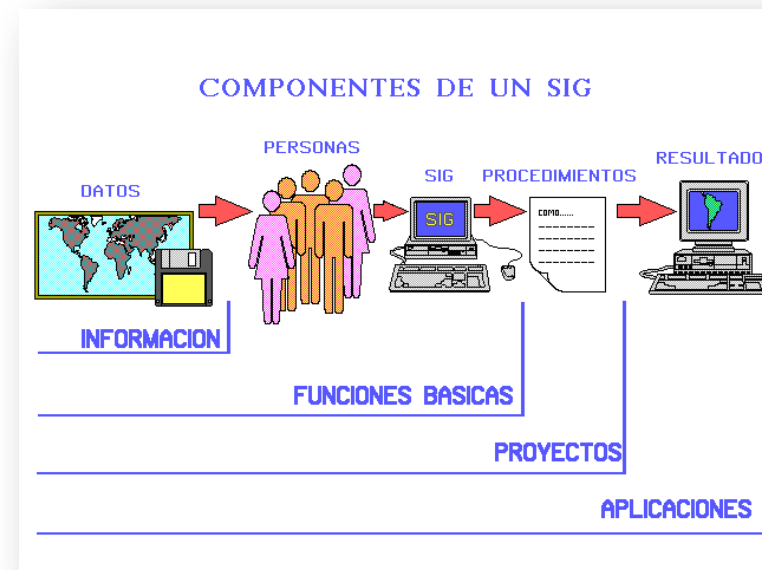 COMPONENTES DE UN SIG
DATOS
PERSONAS
SIG
PROCEDIMIENTOS
RESULTADO
SIG
COMO......
INFORMACION
FUNCIONES BASICAS
PROYECTOS
APLICACIONES